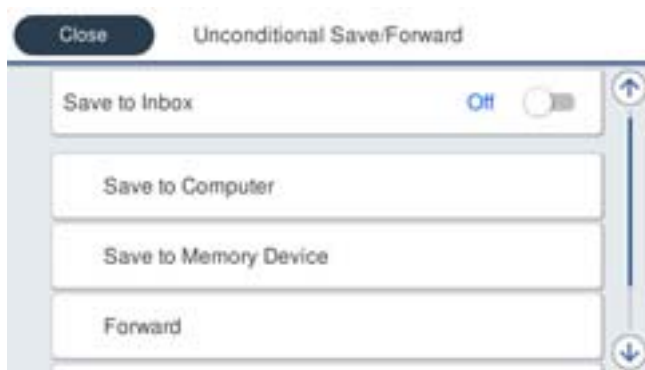 Close
Unconditional Save/Forward
Save to Inbox
Off
Save to Computer
Save to Memory Device
Forward